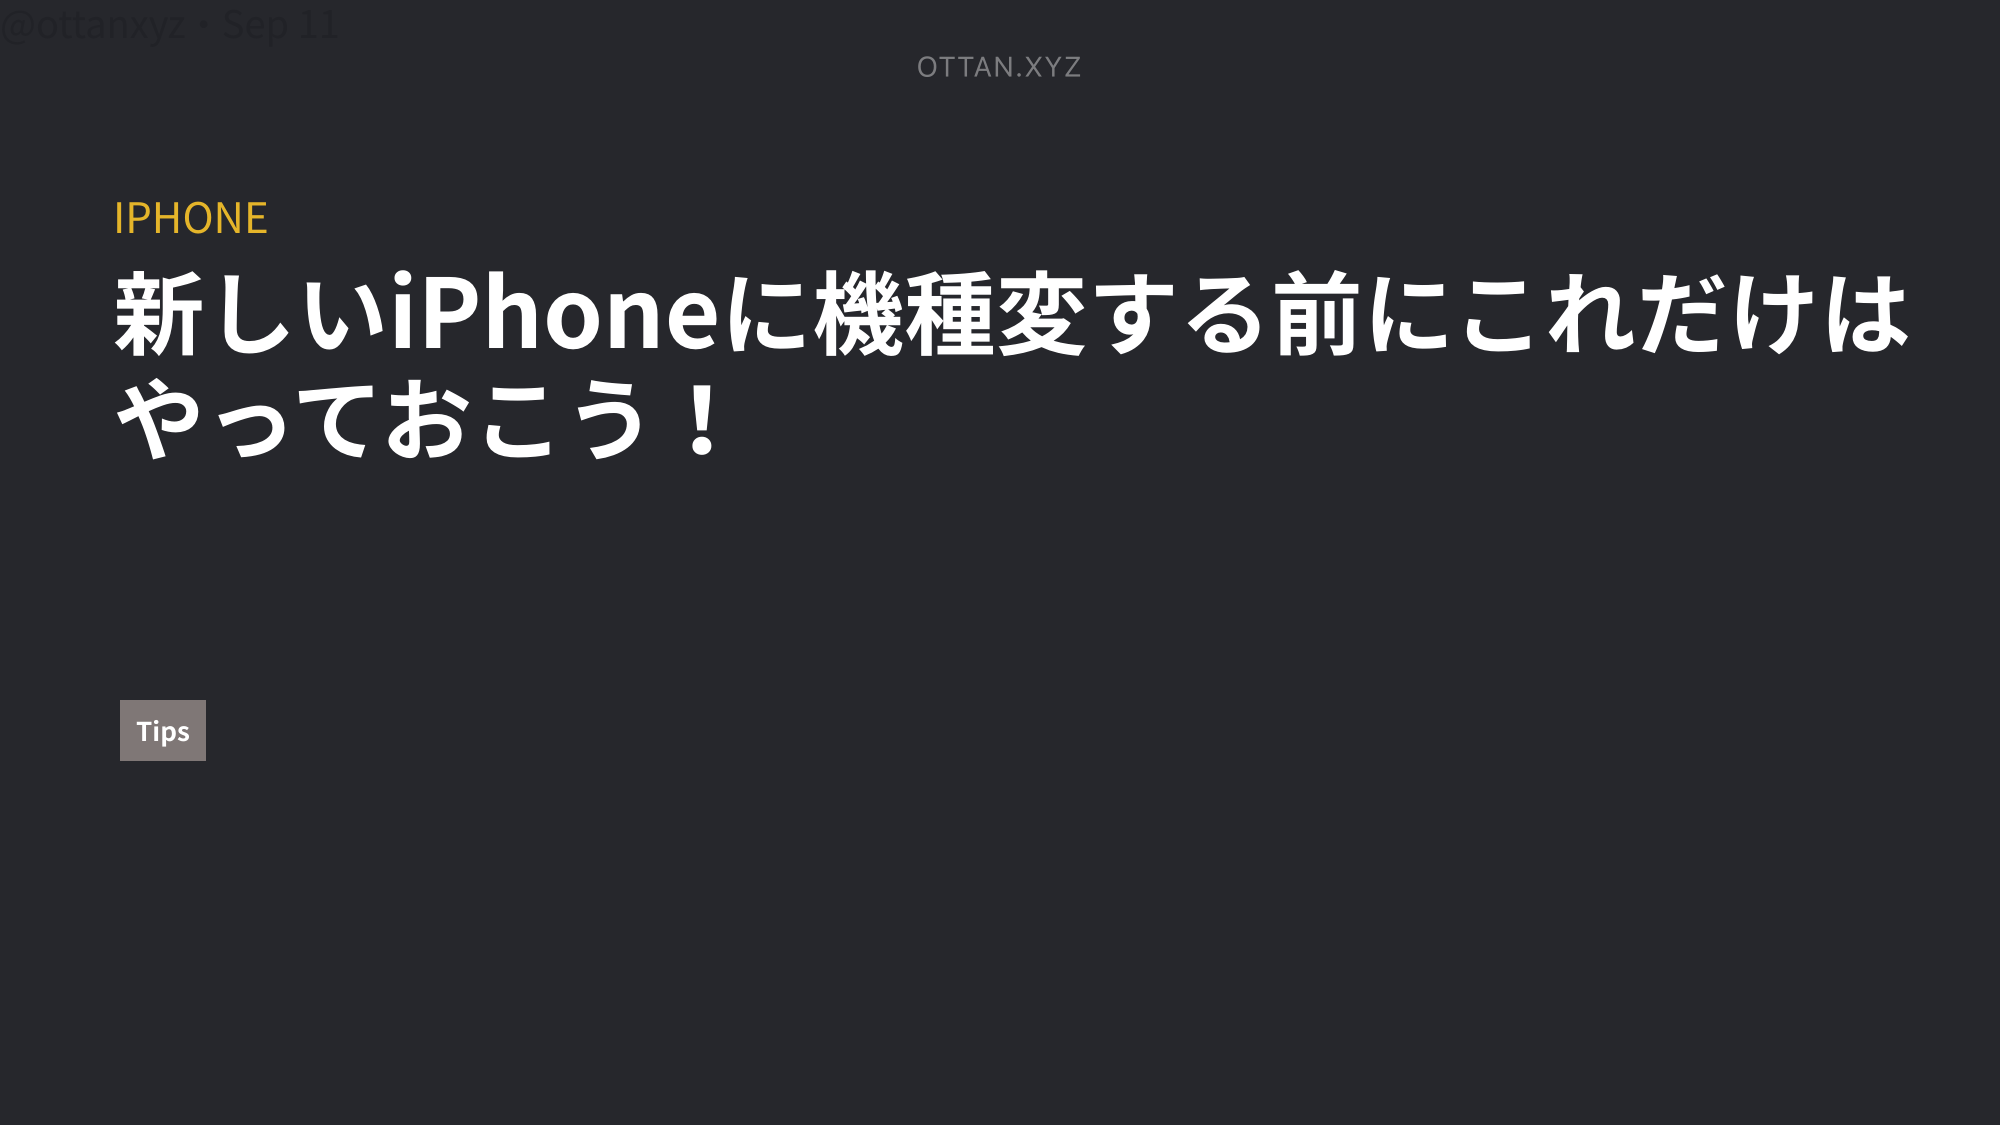 @ottanxyz・Sep 11
OTTAN.XYZ
IPHONE
新しいiPhoneに機種変する前にこれだけは
やっておこう！
Tips